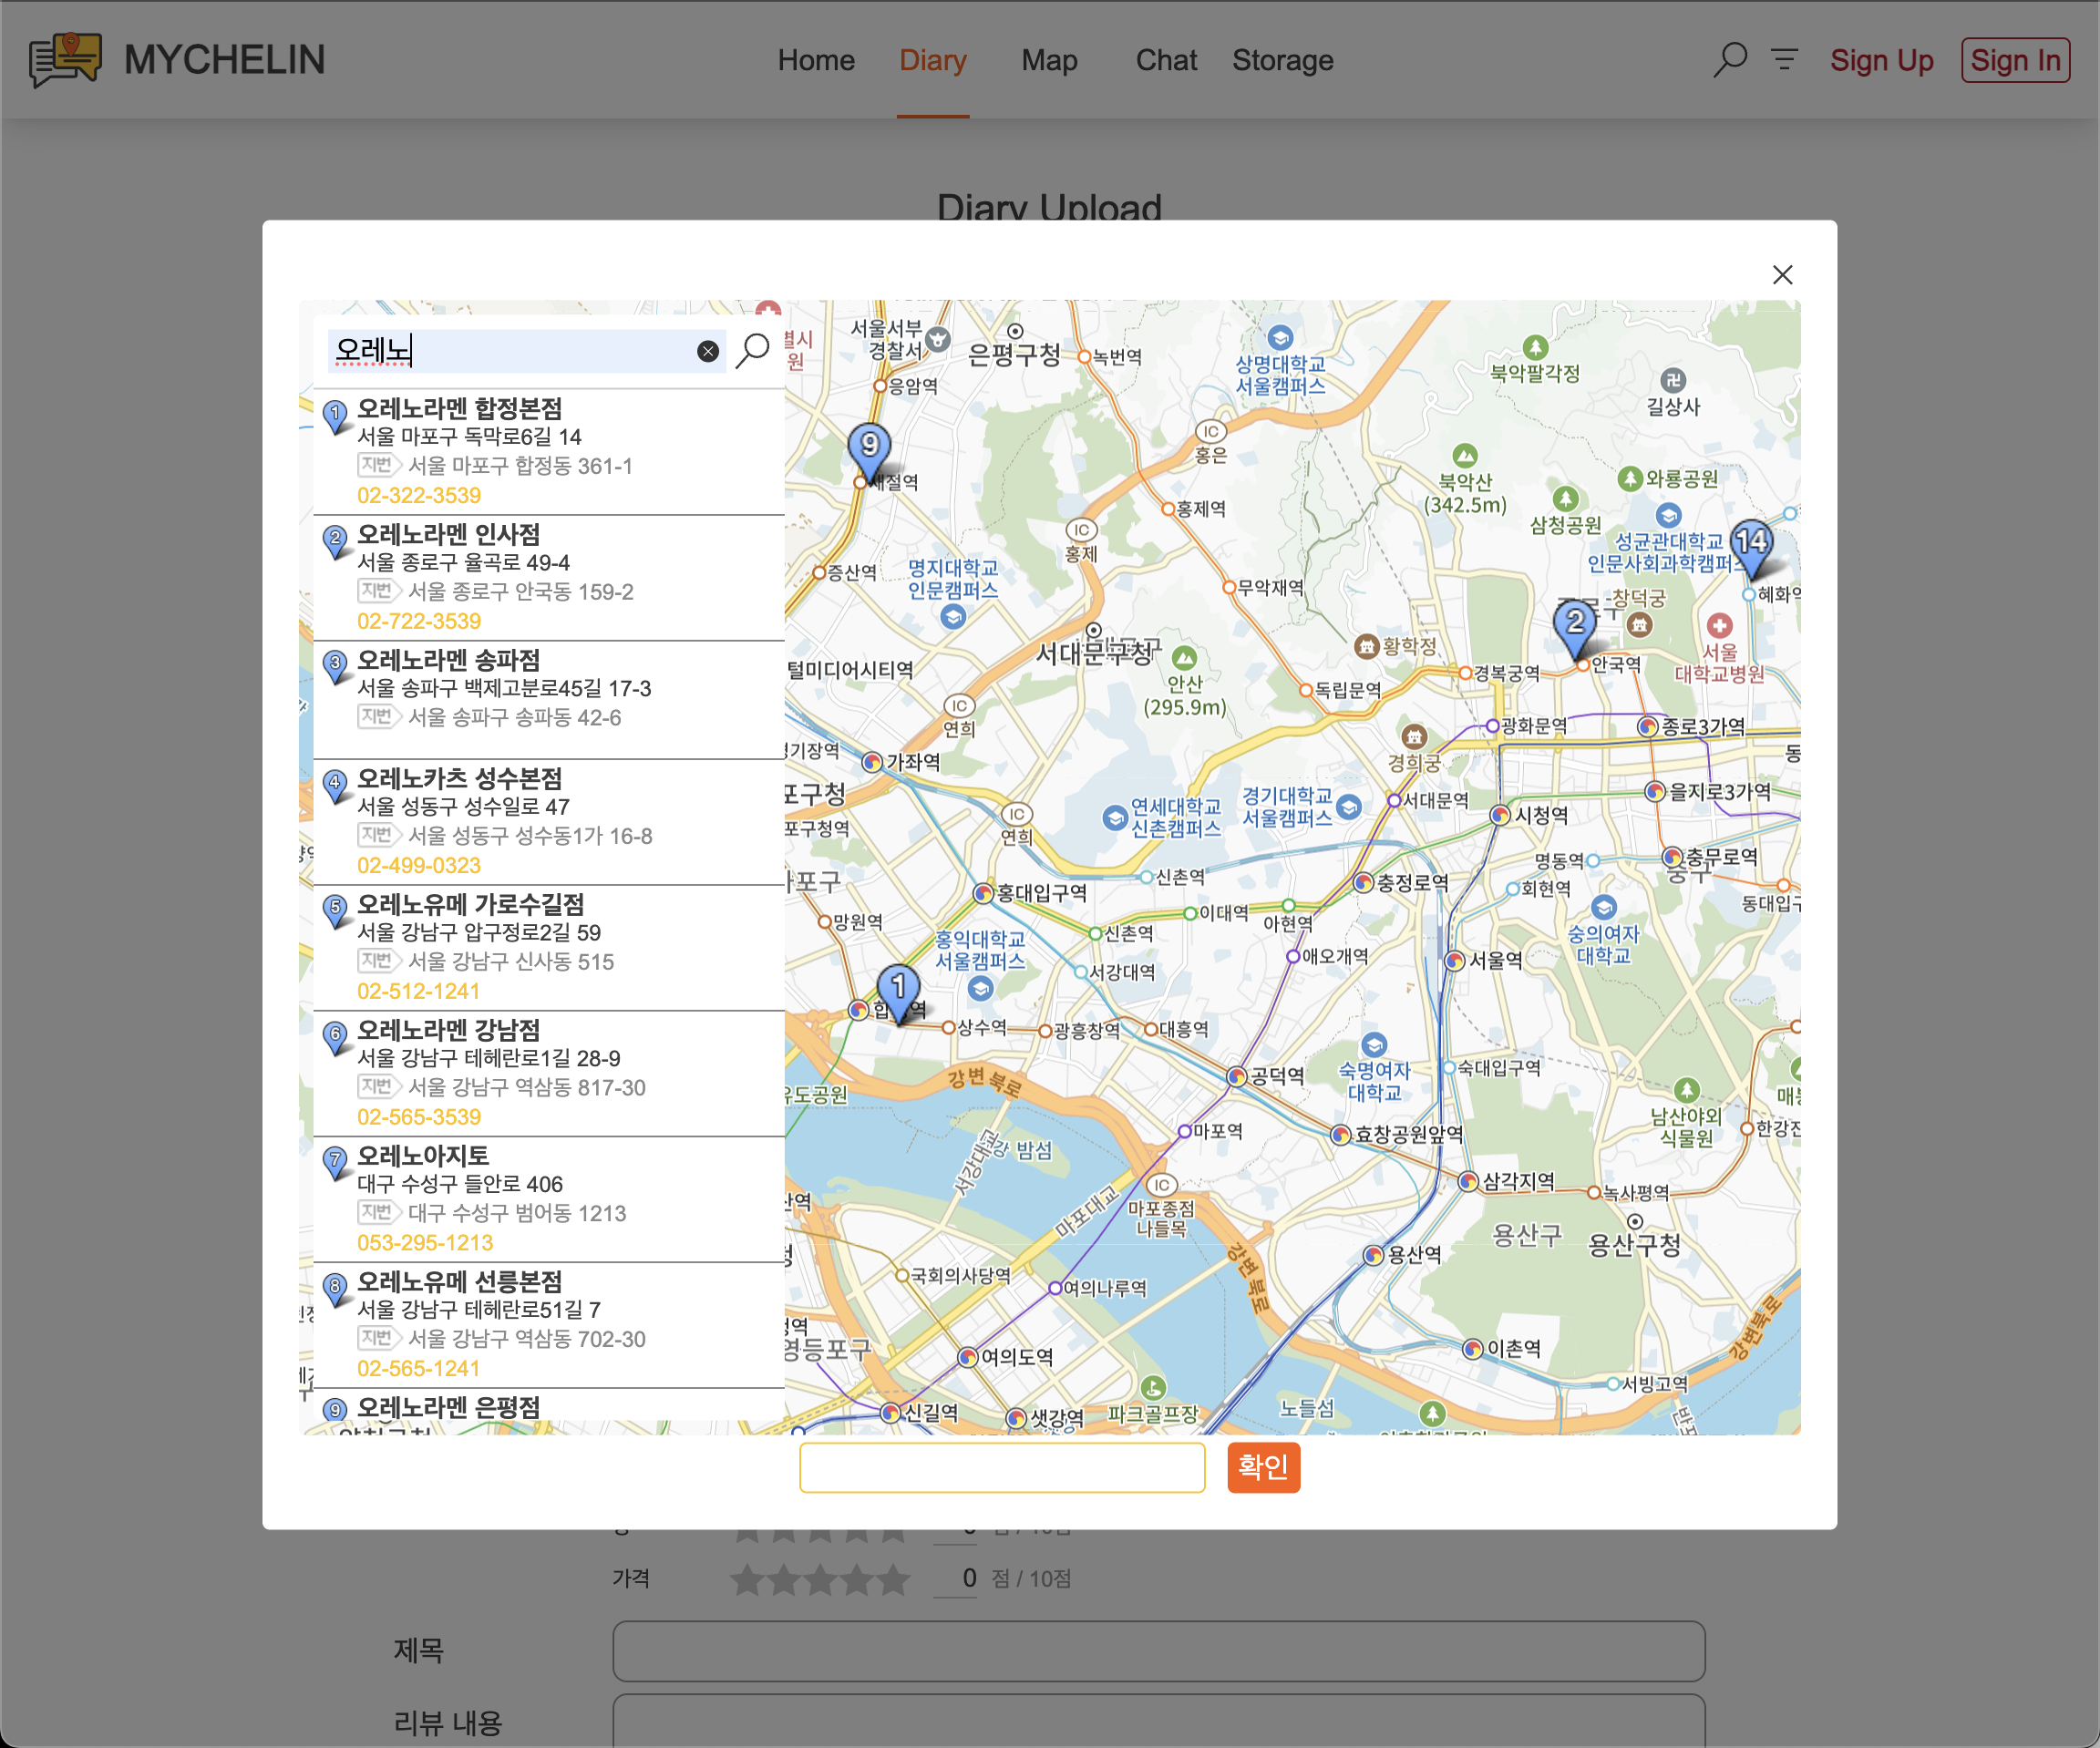 MYCHELIN
Home
Diary
Map
Chat
Storage
Sign Up
Sign In
Diary Upload
오레노
1
오레노라멘 합정본점
서울 마포구 독막로6길 14
지번 서울 마포구 합정동 361-1
02-322-3539
2
오레노라멘 인사점
서울 종로구 율곡로 49-4
지번 서울 종로구 안국동 159-2
02-722-3539
3
오레노라멘 송파점
서울 송파구 백제고분로45길 17-3
지번 서울 송파구 송파동 42-6
4
오레노카츠 성수본점
서울 성동구 성수일로 47
지번 서울 성동구 성수동1가 16-8
02-499-0323
5
오레노유메 가로수길점
서울 강남구 압구정로2길 59
지번 서울 강남구 신사동 515
02-512-1241
6
오레노라멘 강남점
서울 강남구 테헤란로1길 28-9
지번 서울 강남구 역삼동 817-30
02-565-3539
7
오레노아지토
대구 수성구 들안로 406
지번 대구 수성구 범어동 1213
053-295-1213
8
오레노유메 선릉본점
서울 강남구 테헤란로51길 7
지번 서울 강남구 역삼동 702-30
02-565-1241
9
오레노라멘 은평점
서울서부
경찰서
은평구청
녹번역
상명대학교
서울캠퍼스
북악팔각정
길상사
응암역
9
IC
홍은
북악산
(342.5m)
와룡공원
삼청공원
홍제역
IC
홍제
성균관대학교
인문사회과학캠퍼스
14
증산역
명지대학교
인문캠퍼스
무악재역
창덕궁
혜화역
2
서대문구청
황학정
안국역
서울
대학교병원
털미디어시티역
안산
(295.9m)
독립문역
경복궁역
IC
연희
광화문역
종로3가역
경희궁
가좌역
포구청
연세대학교
신촌캠퍼스
경기대학교
서울캠퍼스
서대문역
을지로3가역
IC
연희
포구청역
시청역
명동역
충무로역
중구
신촌역
충정로역
회현역
홍대입구역
망원역
이대역
아현역
동대입구
신촌역
홍익대학교
서울캠퍼스
숭의여자
대학교
애오개역
서울역
서강대역
1
상수역
광흥창역
대흥역
강변북로
공덕역
숙명여자
대학교
숙대입구역
남산야외
식물원
마포역
효창공원앞역
한강진
밤섬
서강대교
마포대교
IC
마포종점
나들목
삼각지역
녹사평역
용산구
용산구청
강변북로
용산역
국회의사당역
여의나루역
영등포구
여의도역
이촌역
강변북로
서빙고역
신길역
샛강역
파크골프장
노들섬
확인
가격
0 점 / 10점
제목
리뷰 내용